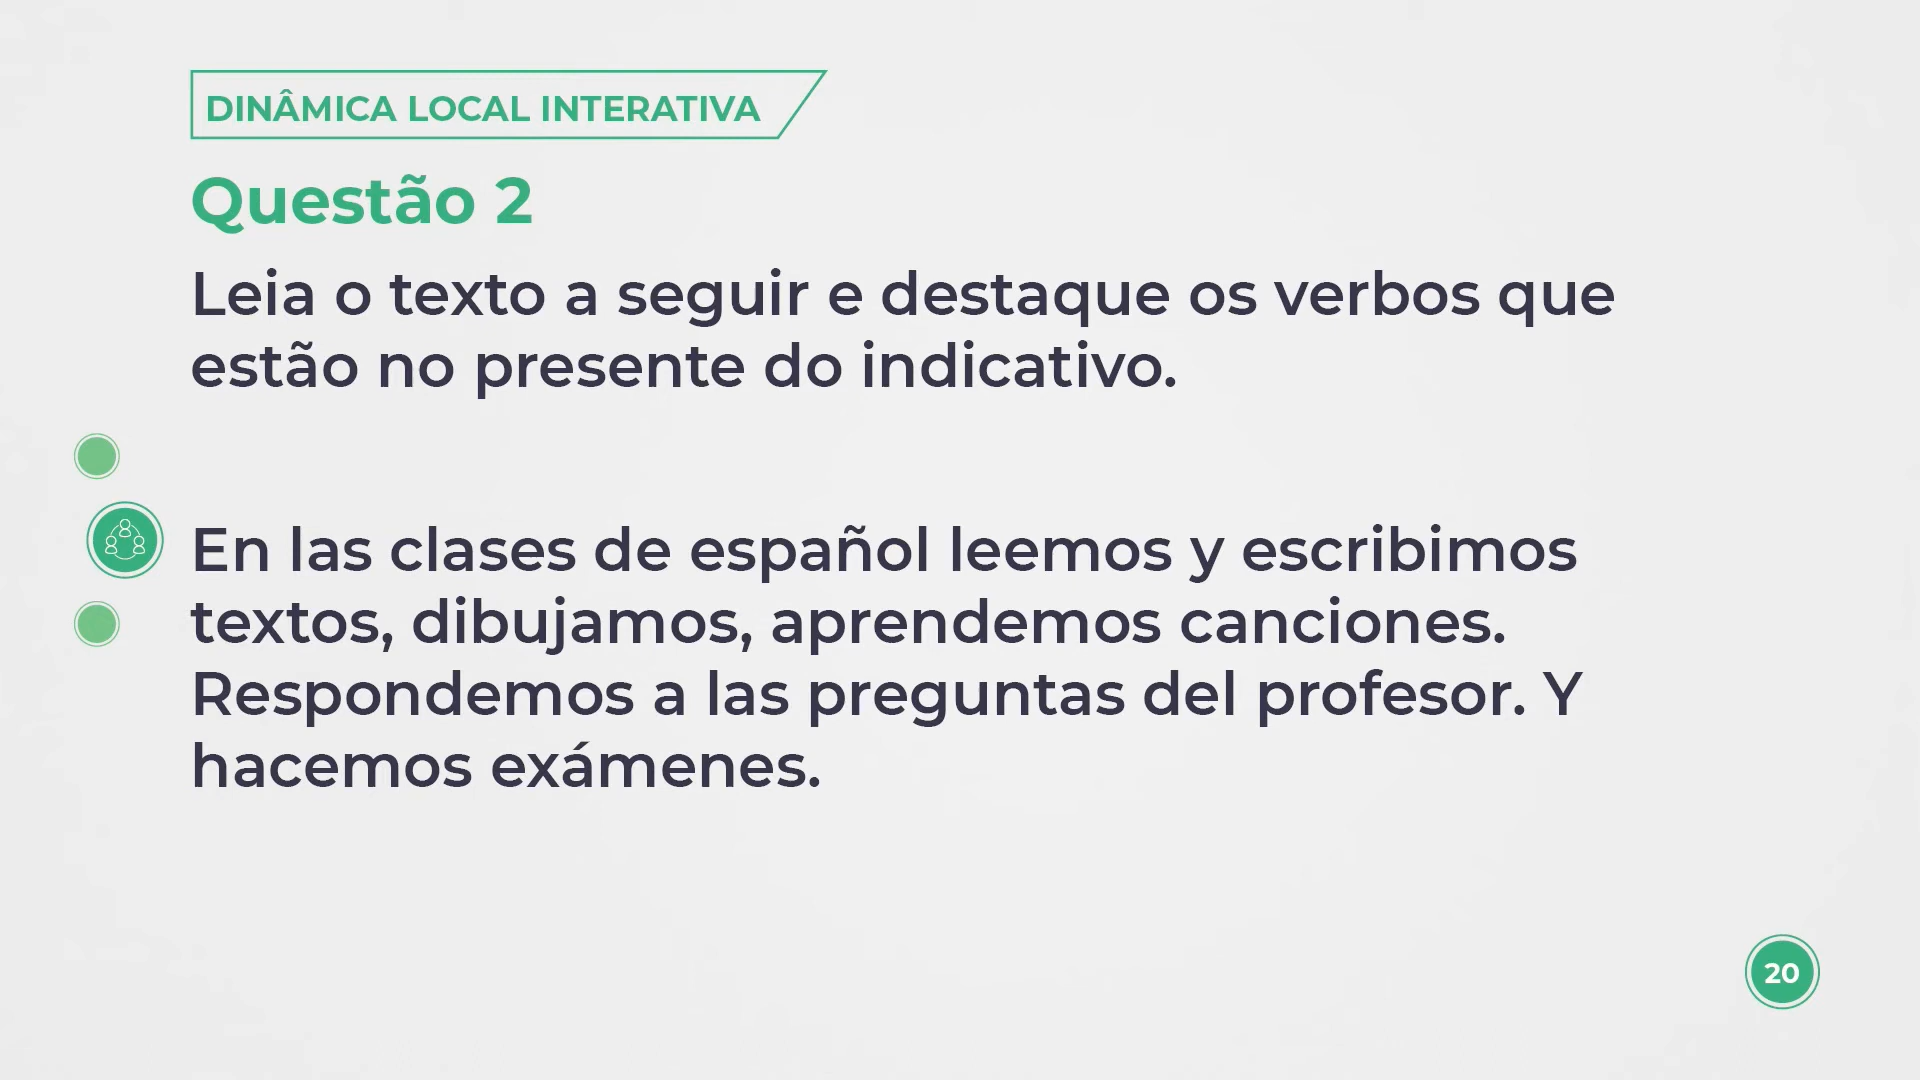 DINÂMICA LOCAL INTERATIVA
Questão 2
Leia o texto a seguir e destaque os verbos que
estão no presente do indicativo.
En las clases de español leemos y escribimos
textos, dibujamos, aprendemos canciones.
Respondemos a las preguntas del profesor. Y
hacemos exámenes.
20